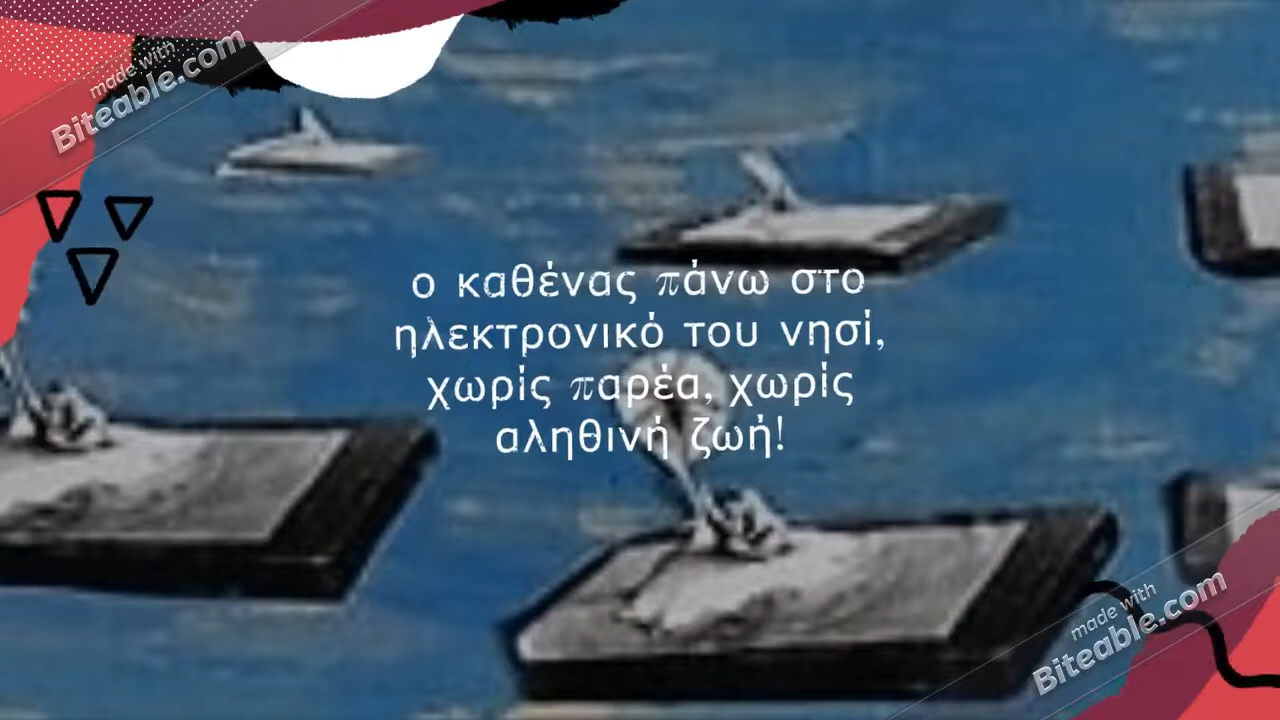 made with
Biteable.com
ο καθένας πάνω στο
ηλεκτρονικό του νησί,
χωρίς παρέα, χωρίς
αληθινή ζωή!
made with
Biteable.com